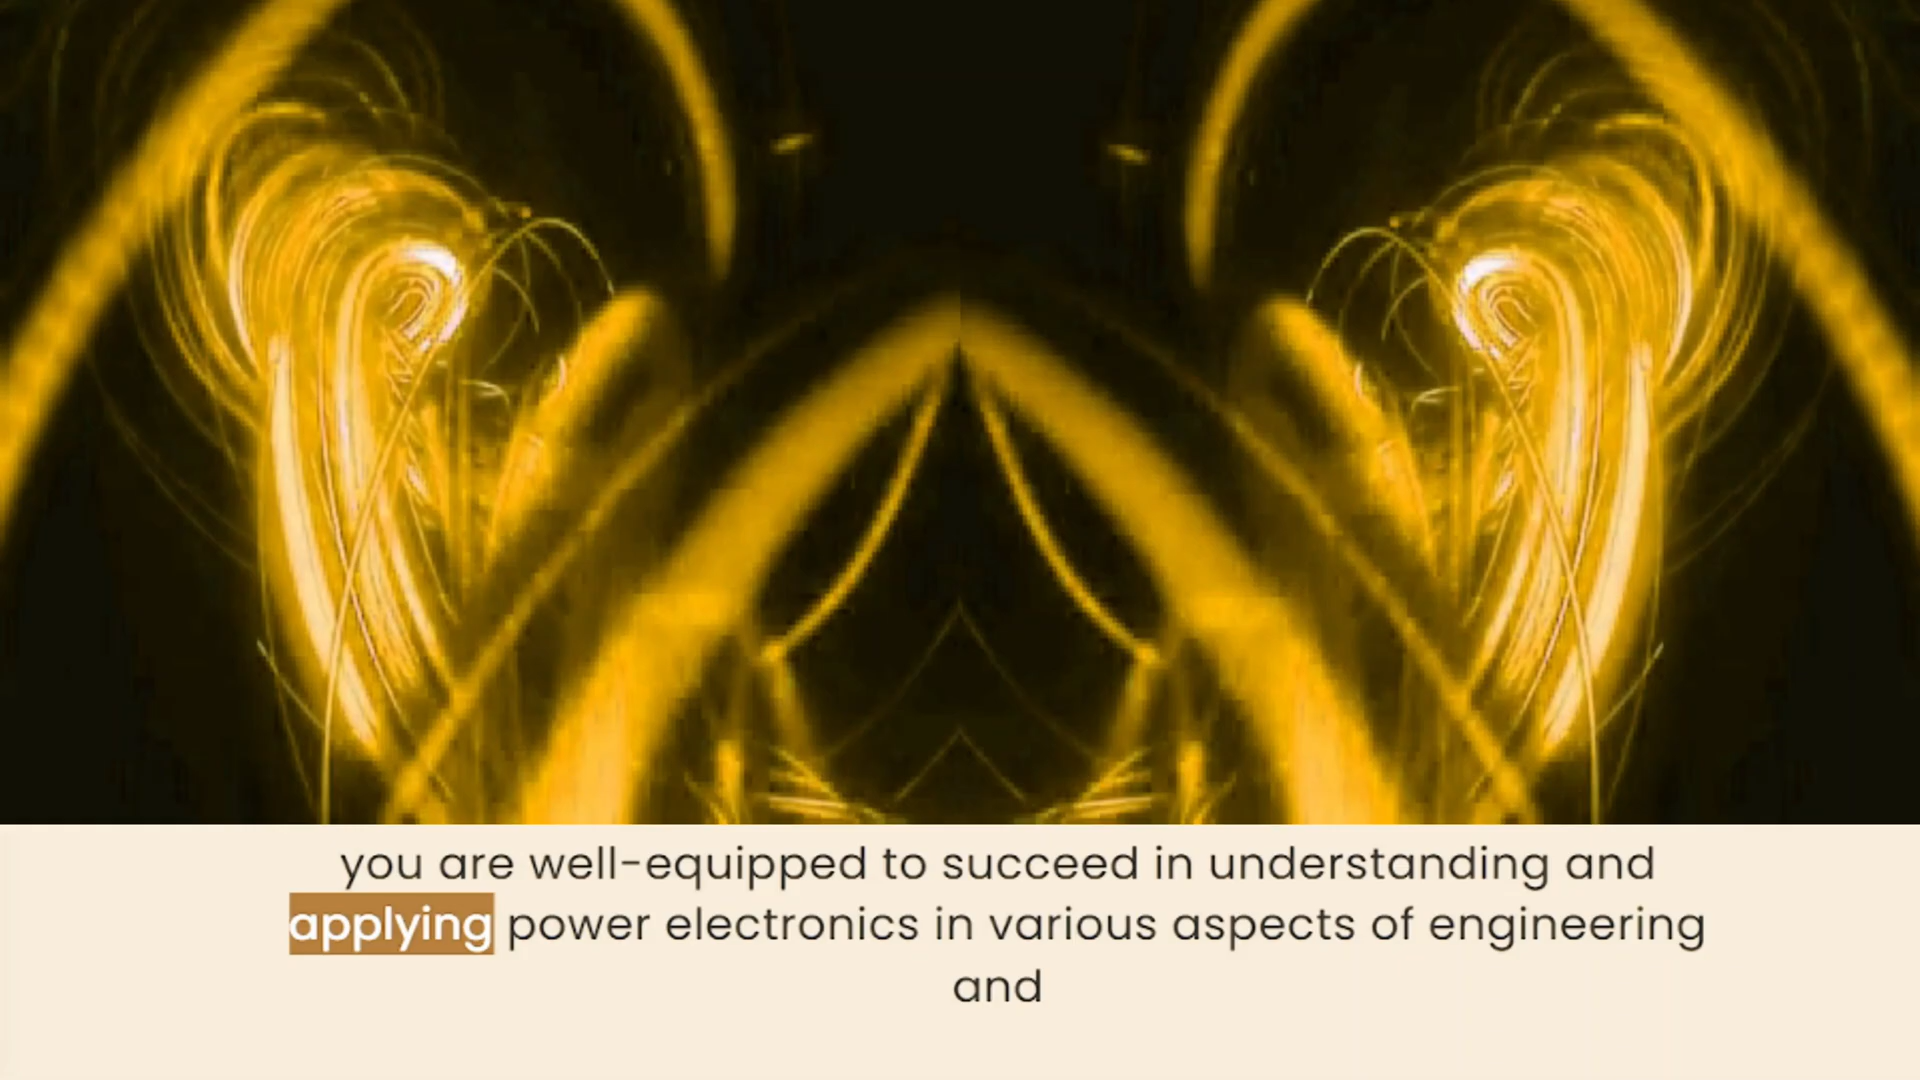 you are well-equipped to succeed in understanding and
applying power electronics in various aspects of engineering
and